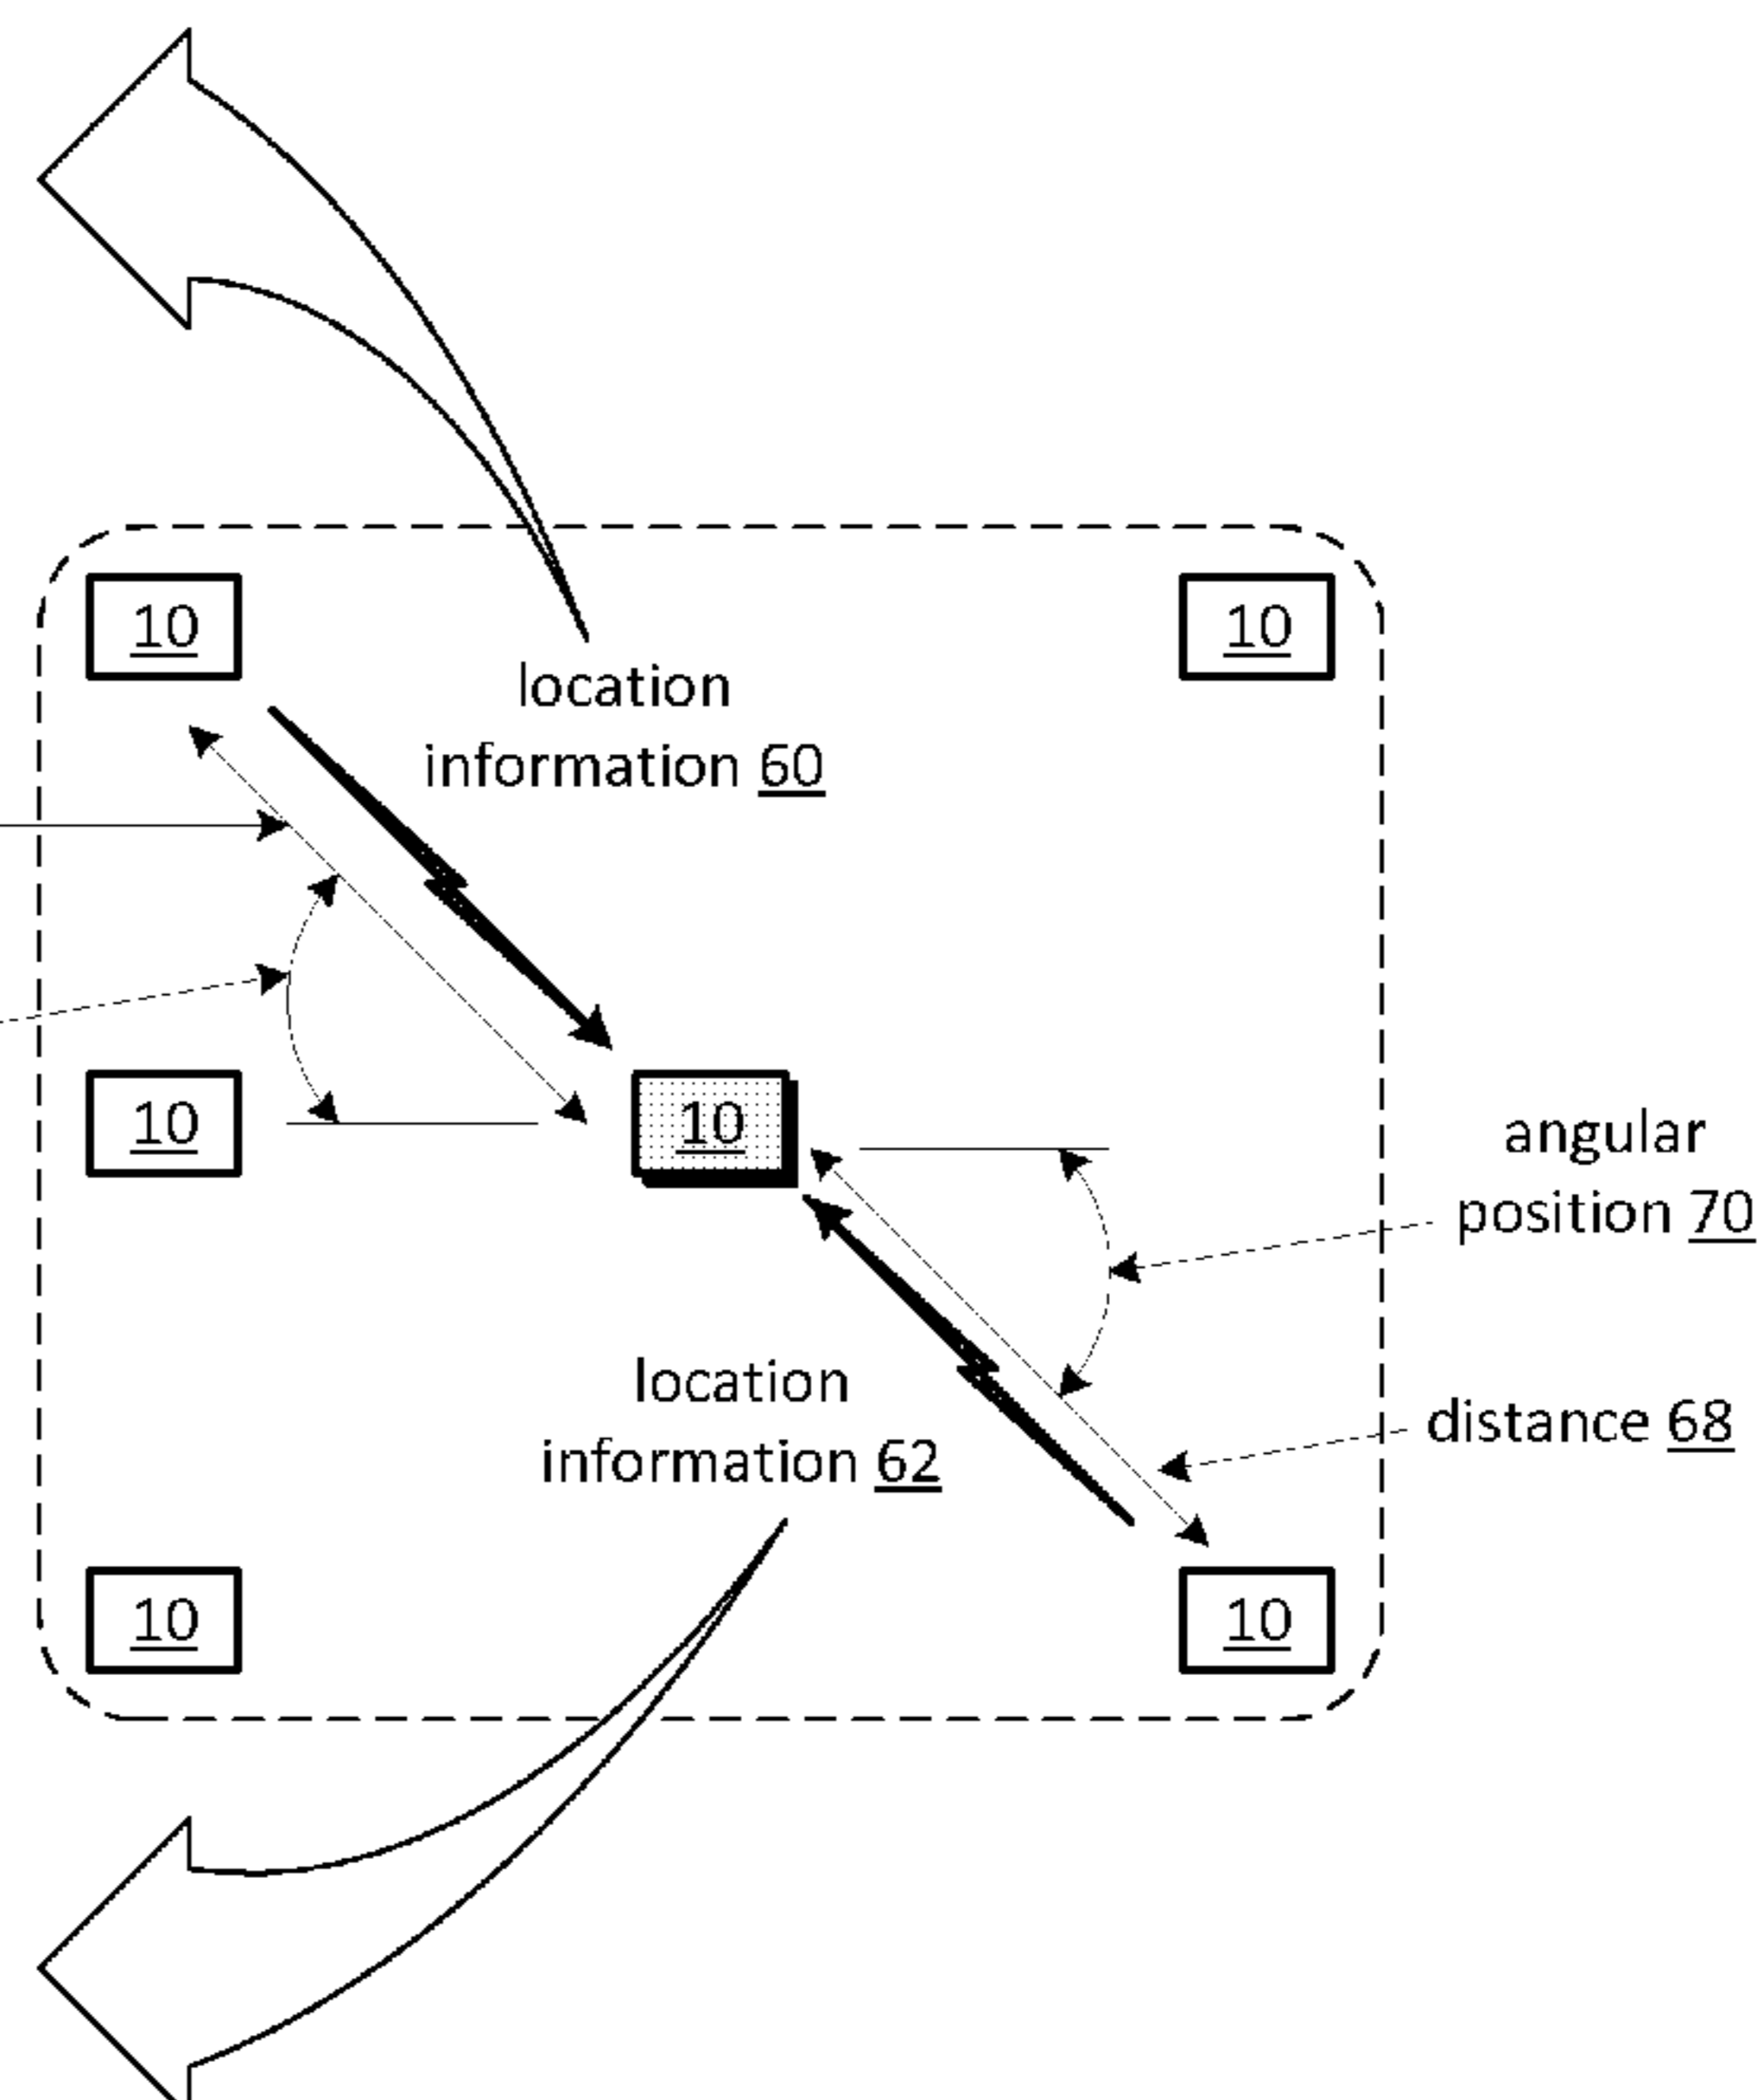 10
10
location
information 60
10
10
angular
position 70
location
information 62
distance 68
10
10